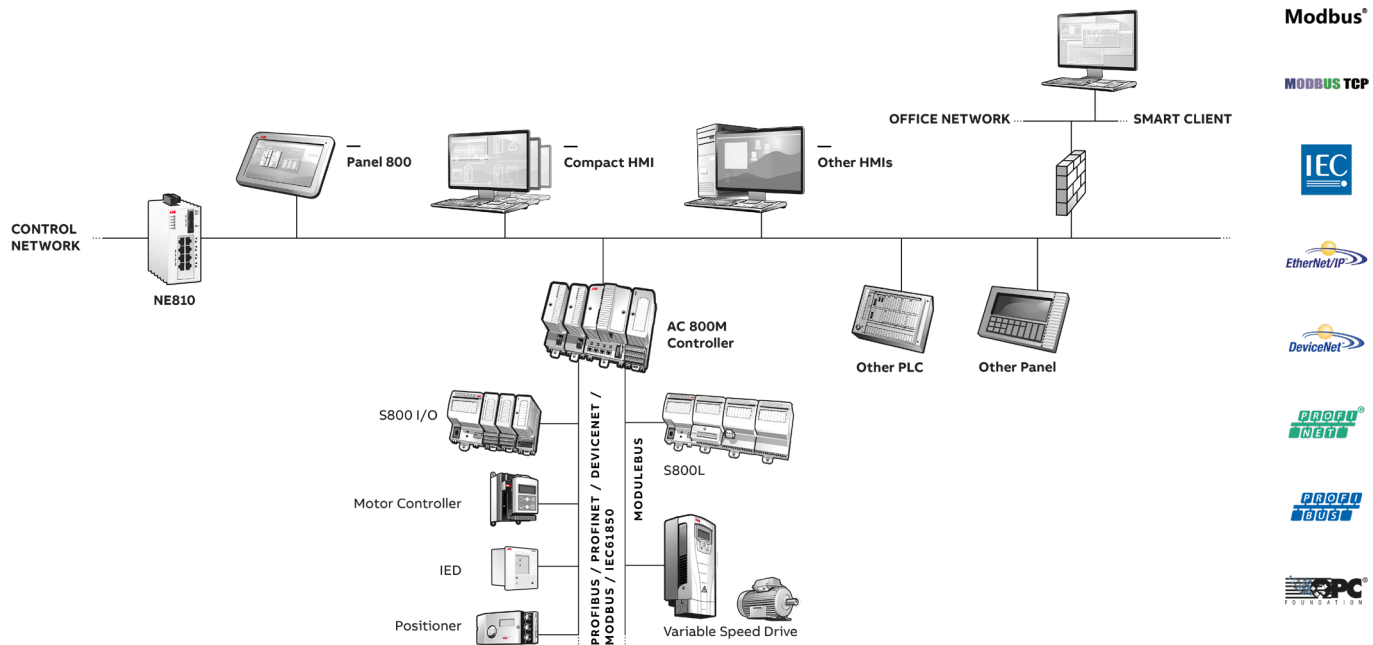 Modbus®
MODBUS TCP
OFFICE NETWORK
SMART CLIENT
Panel 800
Compact HMI
Other HMIs
IEC
CONTROL
NETWORK
NE810
EtherNet/IP
AC 800M
Controller
Other PLC
Other Panel
DeviceNet
S800 I/O
PROFIBUS / PROFINET / DEVICENET /
MODBUS / IEC61850
MODULEBUS
S800L
PROFI®
NET
Motor Controller
PROFI
BUS
IED
Positioner
Variable Speed Drive
OPC®
FOUNDATION